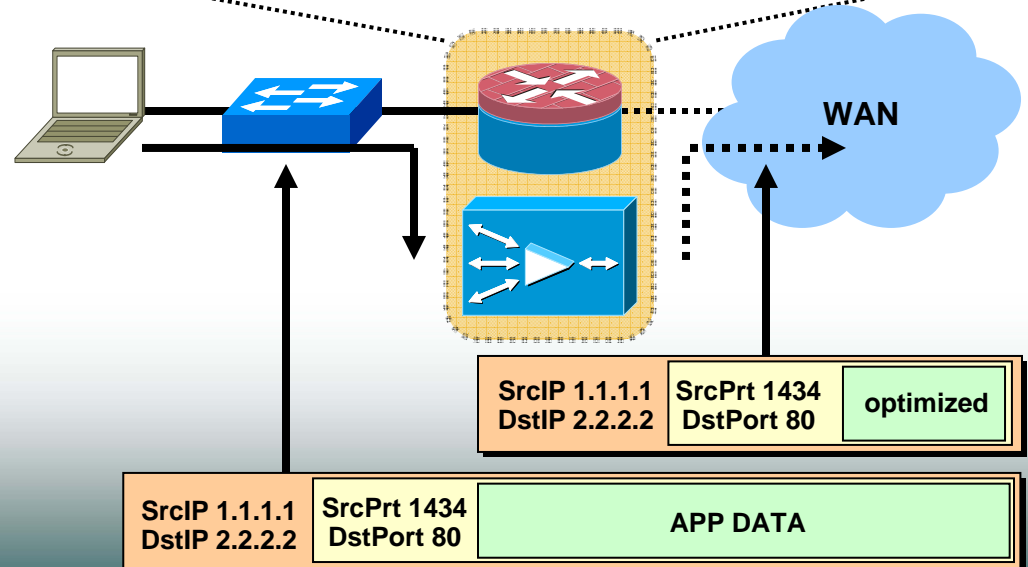 WAN
SrcIP 1.1.1.1
DstIP 2.2.2.2
SrcPrt 1434
DstPort 80
optimized
SrcIP 1.1.1.1
DstIP 2.2.2.2
SrcPrt 1434
DstPort 80
APP DATA